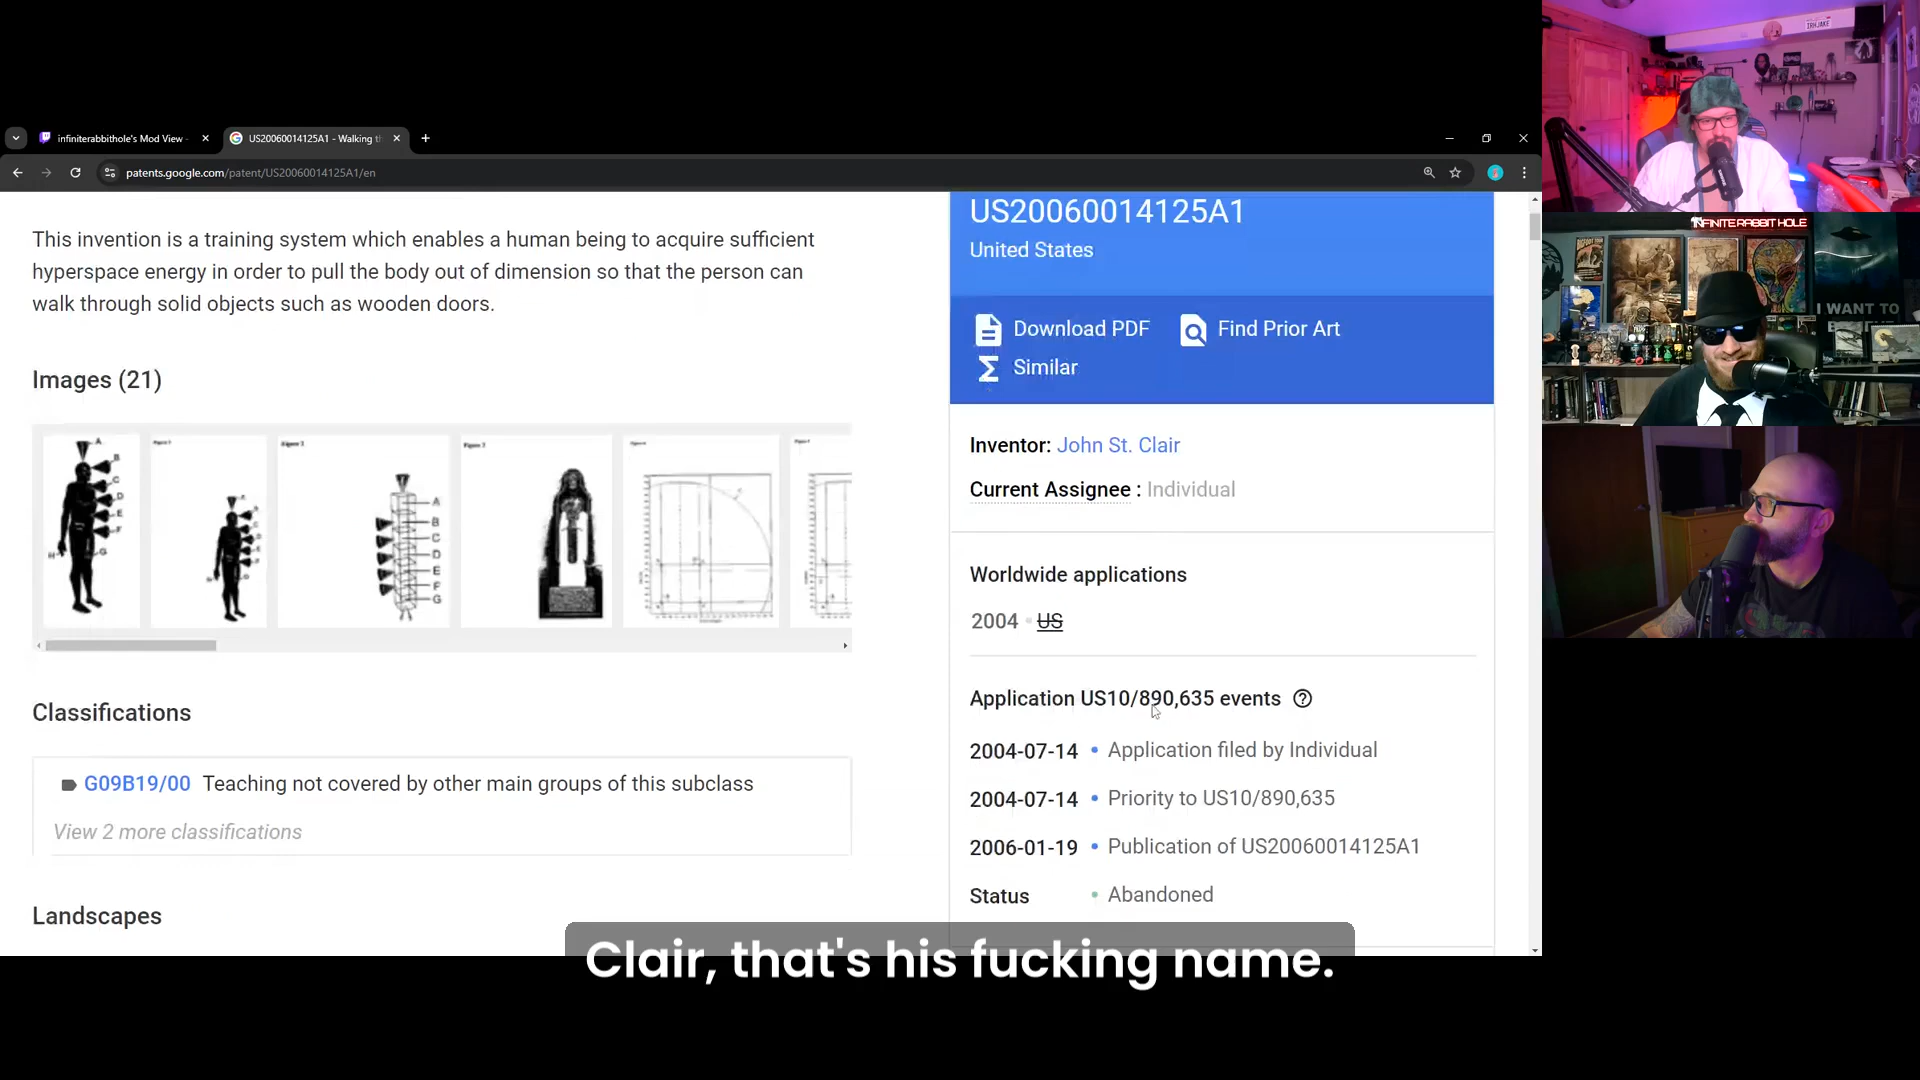 infiniterabbithole's Mod View -
US20060014125A1 - Walking th
patents.google.com/patent/US20060014125A1/en
This invention is a training system which enables a human being to acquire sufficient
hyperspace energy in order to pull the body out of dimension so that the person can
walk through solid objects such as wooden doors.
Images (21)
A
B
C
D
E
F
G
H
Figure 2
A
B
C
D
E
F
G
Figure 3
Classifications
G09B19/00 Teaching not covered by other main groups of this subclass
View 2 more classifications
Landscapes
US20060014125A1
United States
Download PDF
Find Prior Art
Similar
Inventor: John St. Clair
Current Assignee : Individual
Worldwide applications
2004 US
Application US10/890,635 events
2004-07-14 Application filed by Individual
2004-07-14 Priority to US10/890,635
2006-01-19 Publication of US20060014125A1
Status Abandoned
INFINITE RABBIT HOLE
I WANT TO
Clair, that's his fucking name.